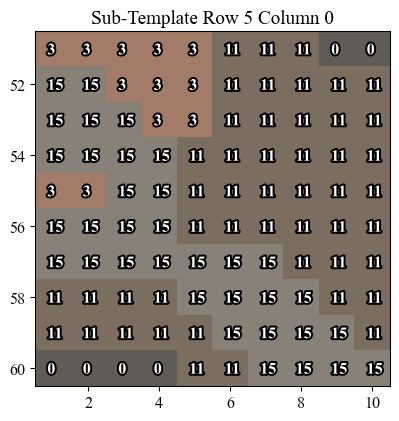 Sub-Template Row 5 Column 0
3 3 3 3 3 11 11 11 0 0
52 15 15 3 3 3 11 11 11 11 11
15 15 15 3 3 11 11 11 11 11
54 15 15 15 15 11 11 11 11 11 11
3 3 15 15 11 11 11 11 11 11
56 15 15 15 15 11 11 11 11 11 11
15 15 15 15 15 15 15 11 11 11
58 11 11 11 11 15 15 15 15 11 11
11 11 11 11 11 15 15 15 15 11
60 0 0 0 0 11 11 15 15 15 15
2 4 6 8 10